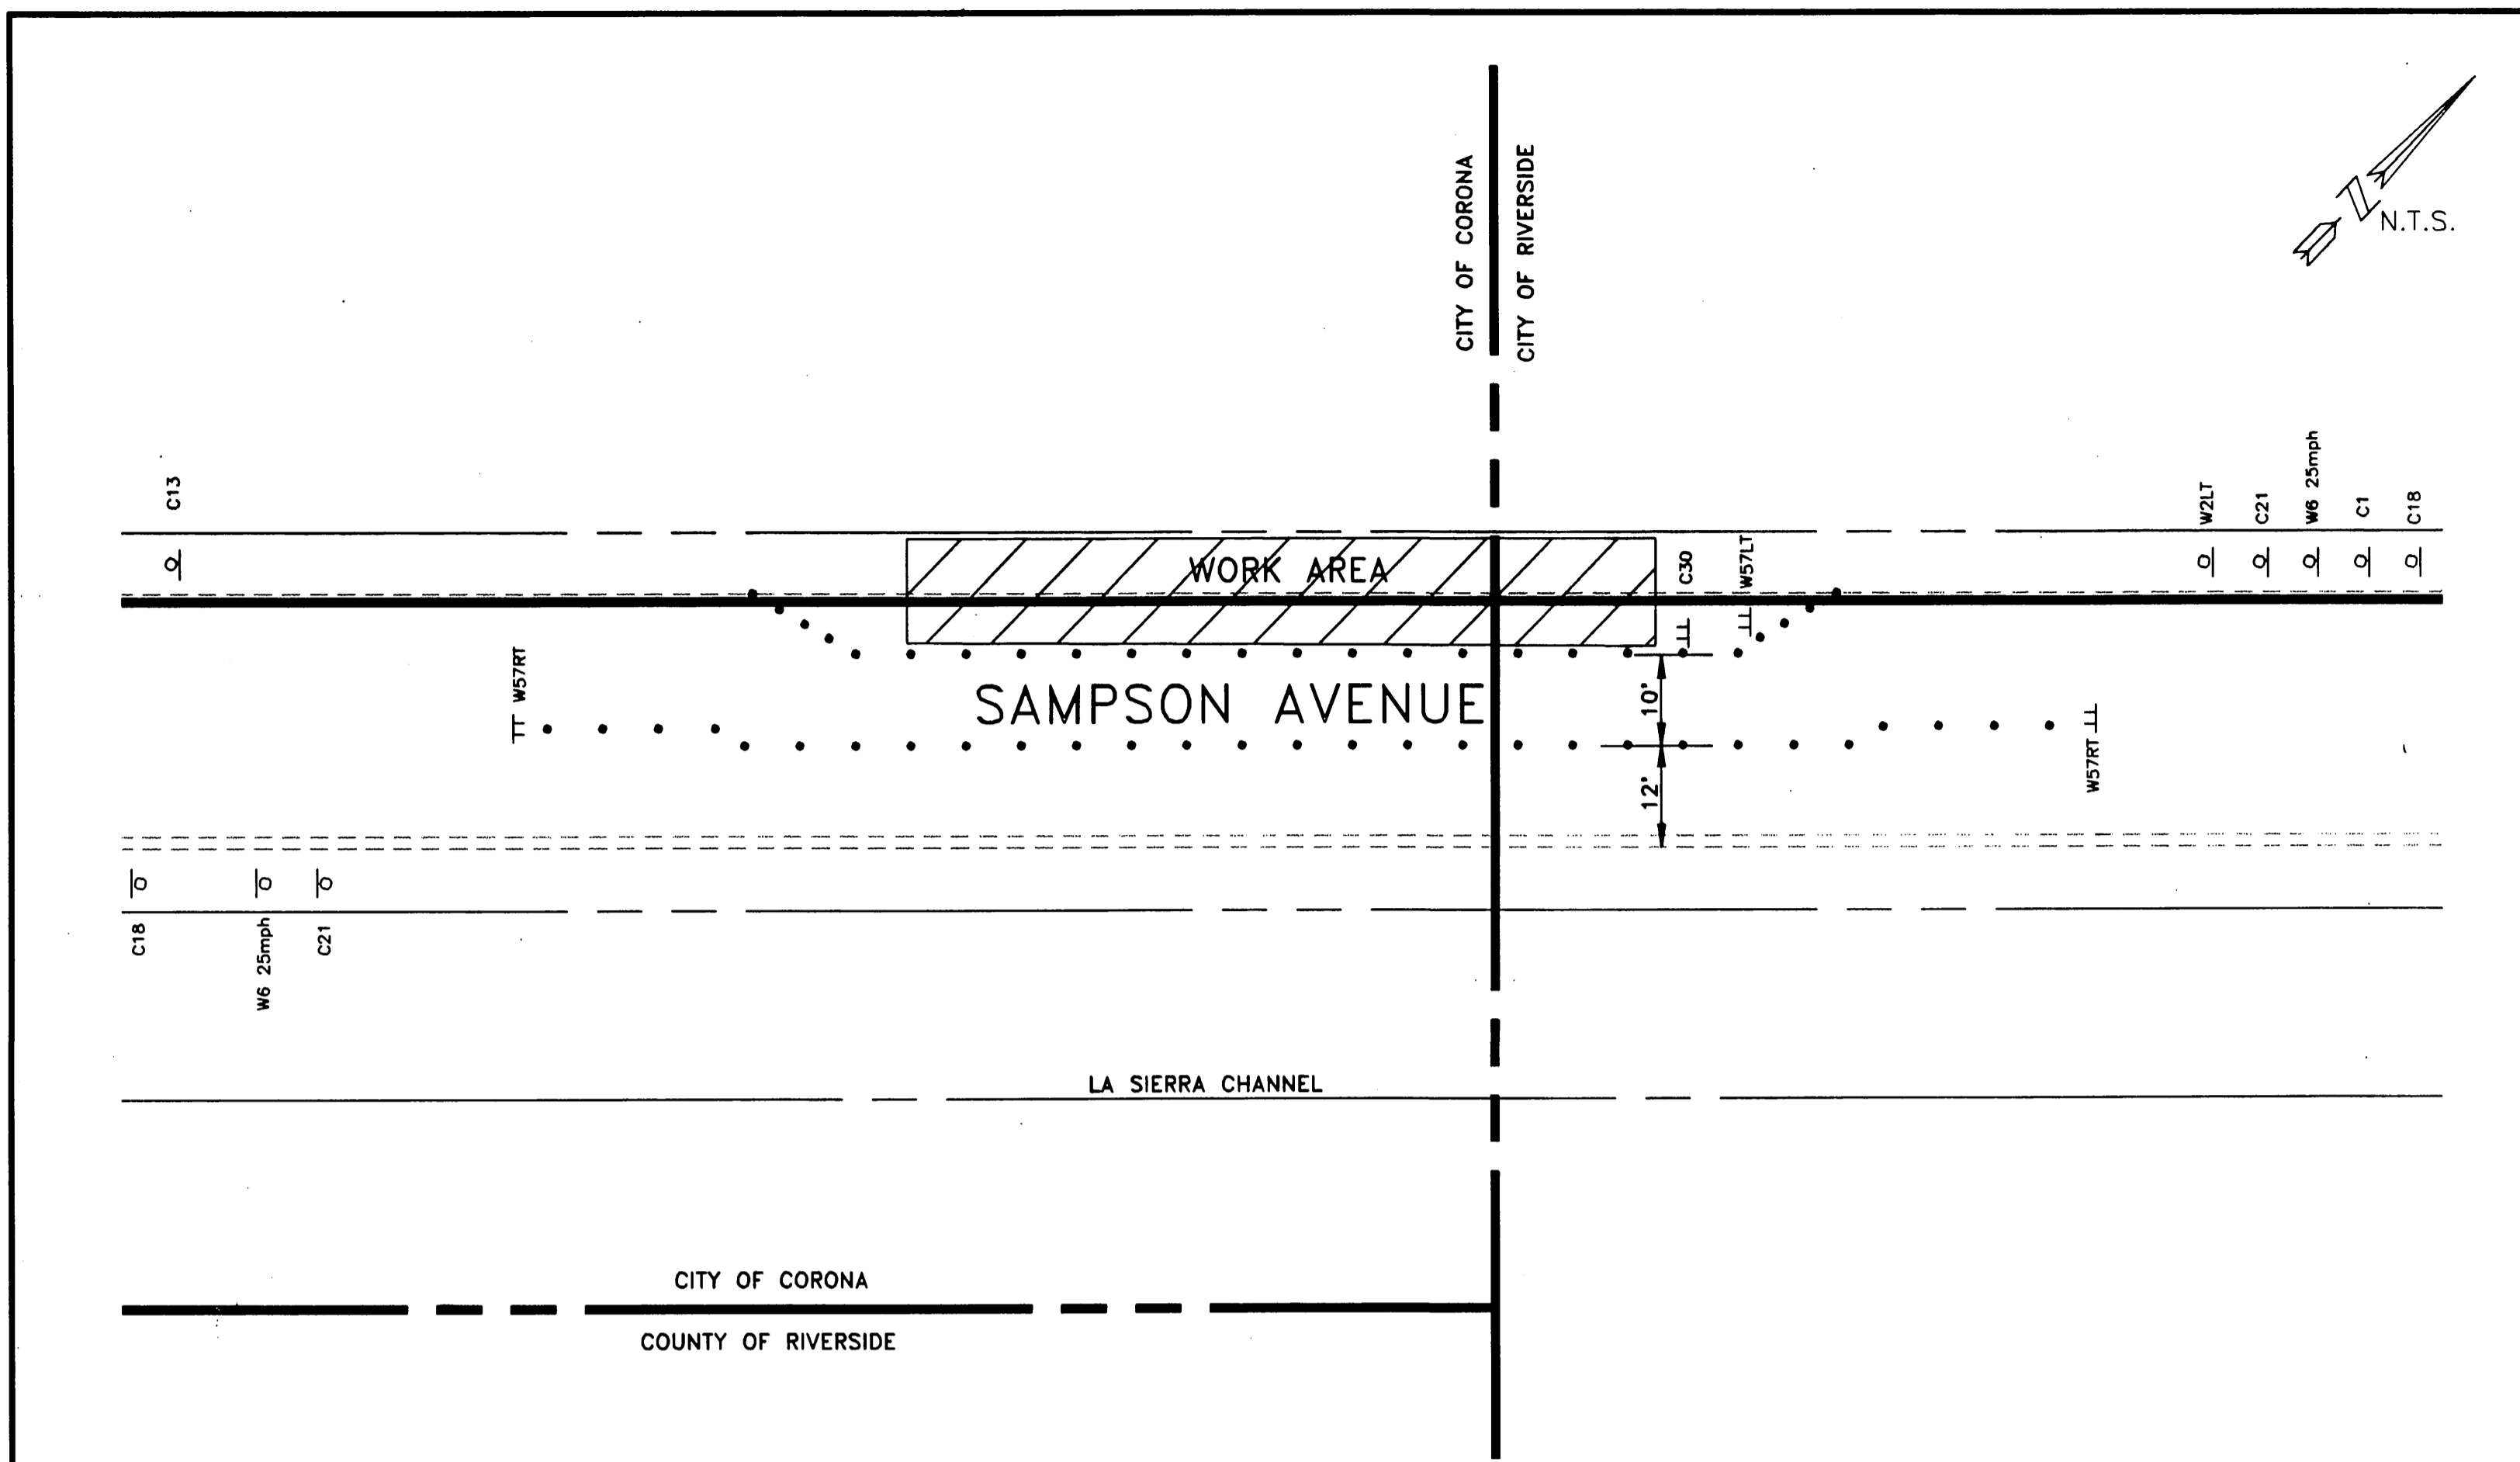 CITY OF CORONA
CITY OF RIVERSIDE
N.T.S.
C13
W2LT
C21
W6 25mph
C1
C18
WORK AREA
C30
W57LT
W57RT
SAMPSON AVENUE
10'
12'
W57RT
C18
W6 25mph
C21
LA SIERRA CHANNEL
CITY OF CORONA
COUNTY OF RIVERSIDE